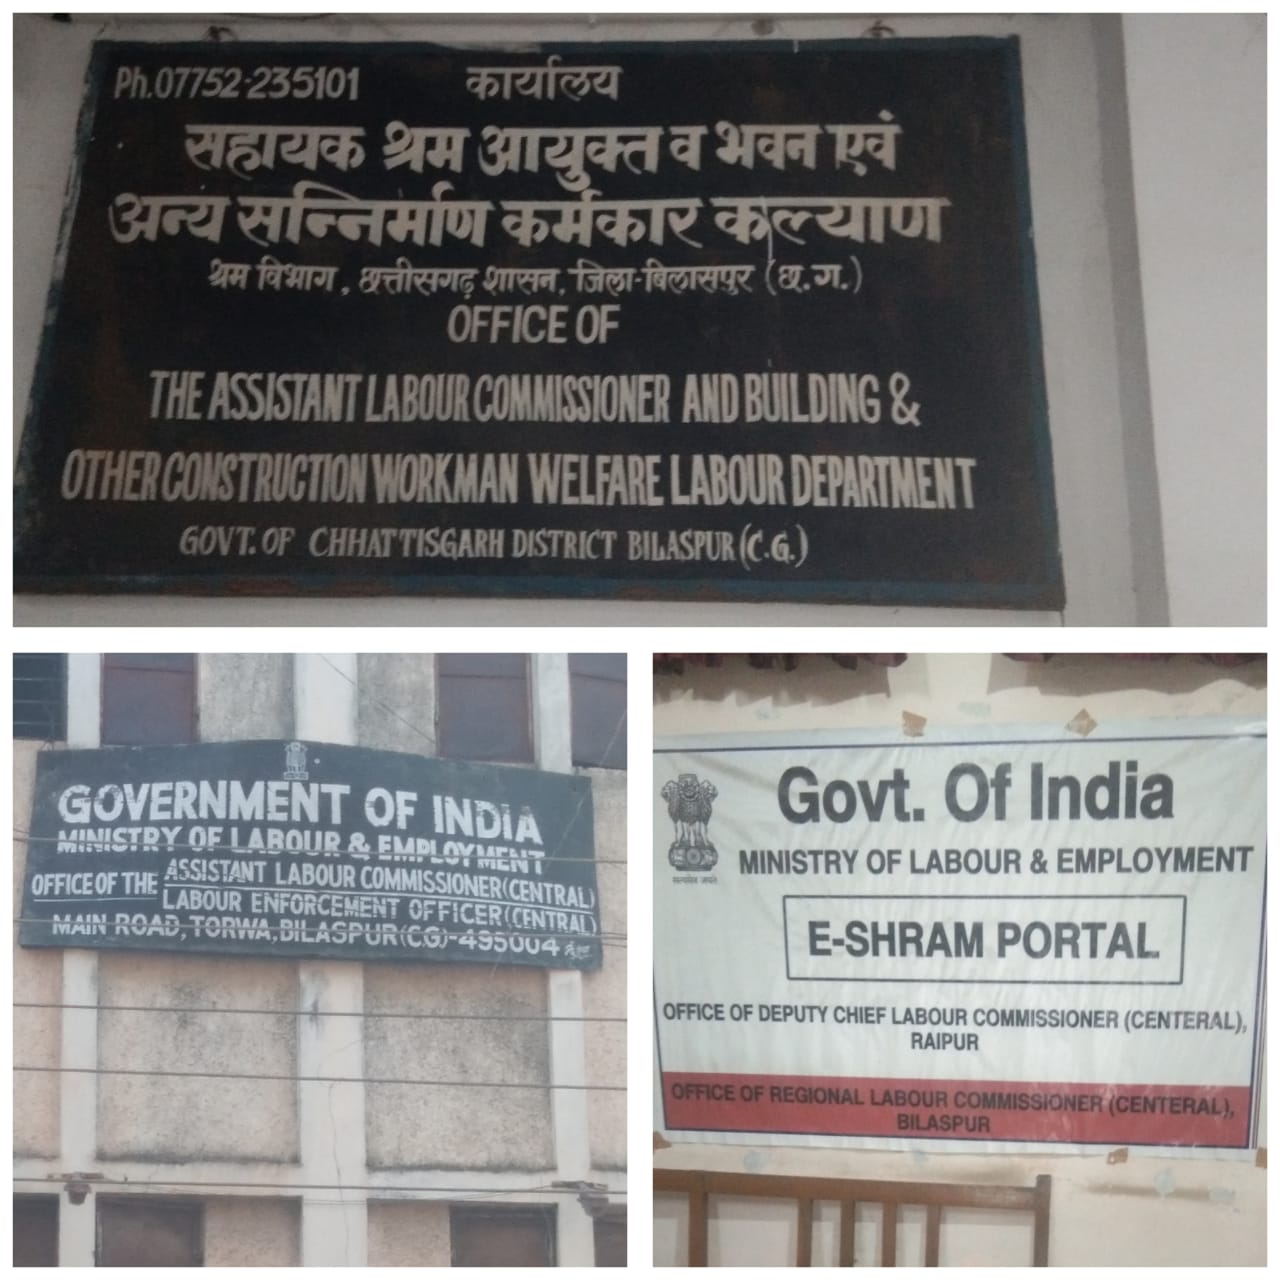 Ph.07752-235101 कार्यालय
सहायक श्रम आयुक्त व भवन एवं
अन्य सन्निर्माण कर्मकार कल्याण
श्रम विभाग, छत्तीसगढ़ शासन, जिला-बिलासपुर (छ.ग.)
OFFICE OF
THE ASSISTANT LABOUR COMMISSIONER AND BUILDING &
OTHER CONSTRUCTION WORKMAN WELFARE LABOUR DEPARTMENT
GOVT. OF CHHATTISGARH DISTRICT BILASPUR (C.G.)
GOVERNMENT OF INDIA
MINISTRY OF LABOUR & EMPLOYMENT
OFFICE OF THE ASSISTANT LABOUR COMMISSIONER (CENTRAL)
LABOUR ENFORCEMENT OFFICER (CENTRAL)
MAIN ROAD, TORWA, BILASPUR (C.G.)-495004
Govt. Of India
MINISTRY OF LABOUR & EMPLOYMENT
सत्यमेव जयते
E-SHRAM PORTAL
OFFICE OF DEPUTY CHIEF LABOUR COMMISSIONER (CENTERAL),
RAIPUR
OFFICE OF REGIONAL LABOUR COMMISSIONER (CENTERAL),
BILASPUR